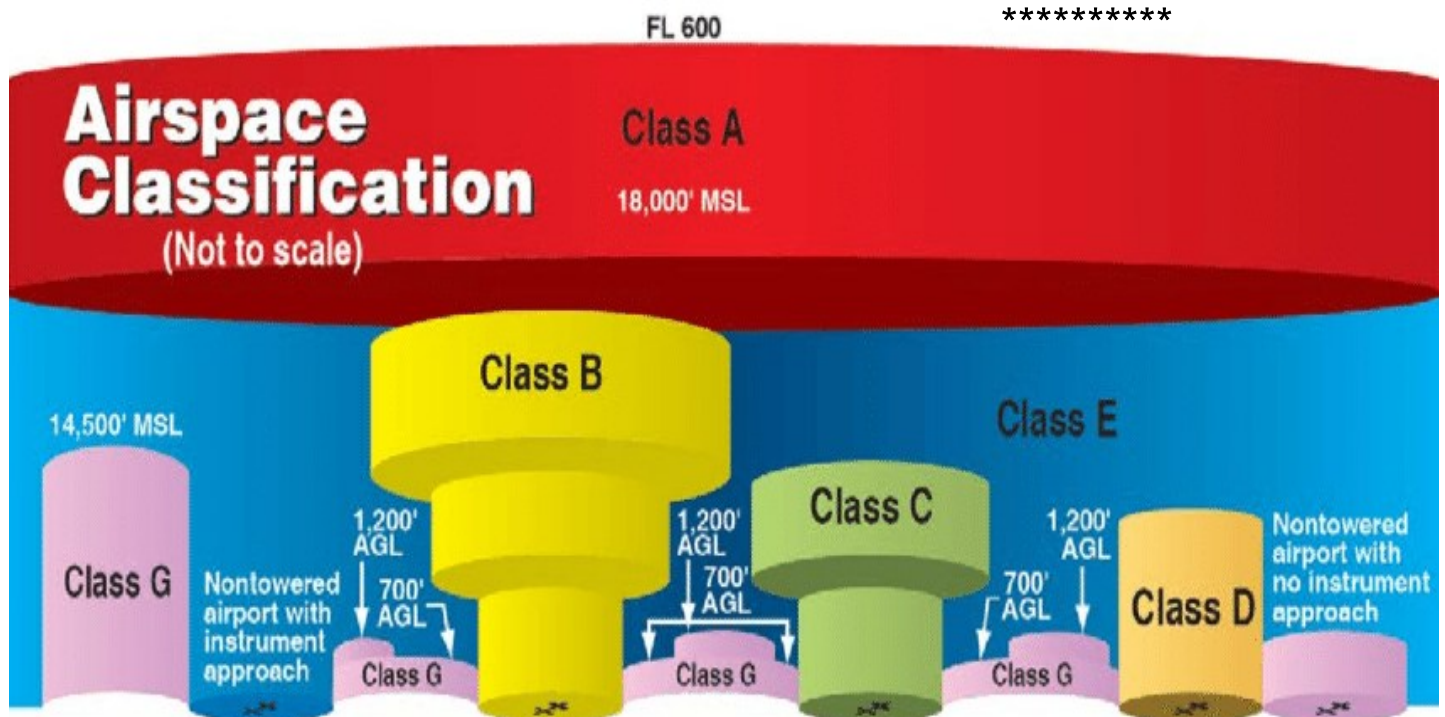 **********
FL 600
Airspace
Classification
(Not to scale)
Class A
18,000' MSL
Class B
14,500' MSL
Class E
Class G
Nontowered
airport with
instrument
approach
1,200'
AGL
700'
AGL
Class G
1,200'
AGL
700'
AGL
Class G
Class C
700'
AGL
1,200'
AGL
Class G
Class D
Nontowered
airport with
no instrument
approach